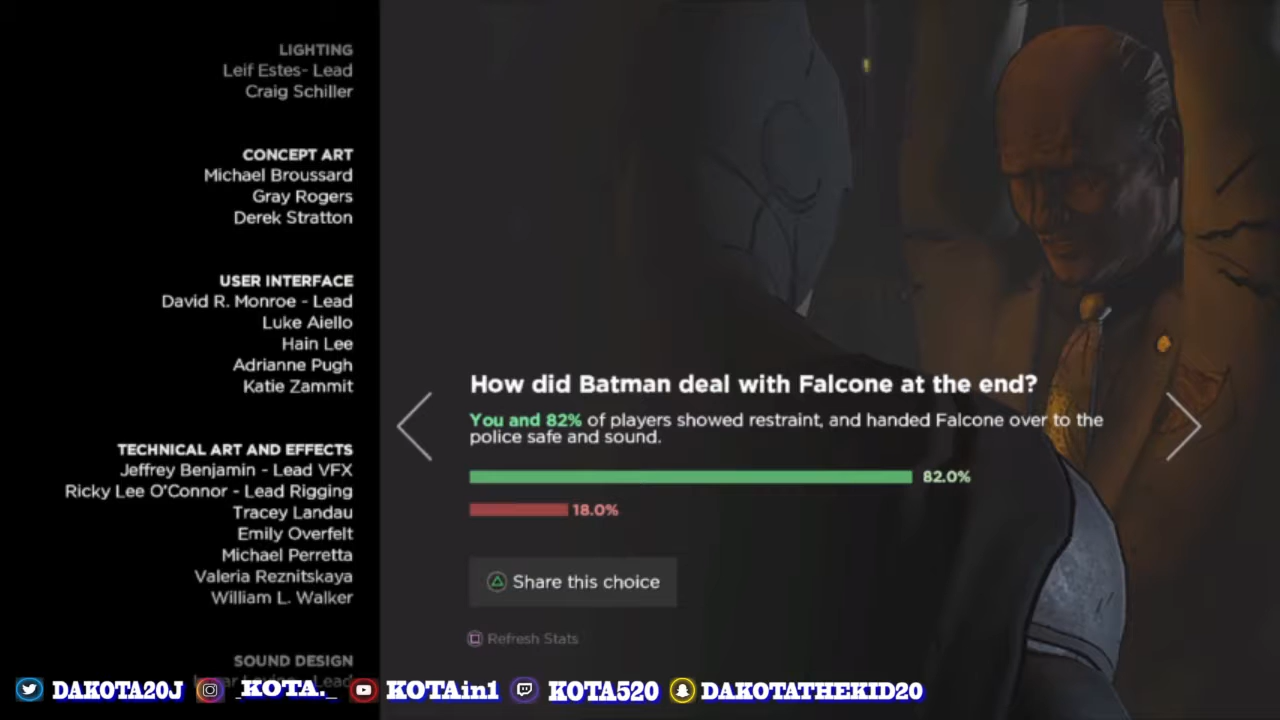 LIGHTING
Leif Estes- Lead
Craig Schiller
CONCEPT ART
Michael Broussard
Gray Rogers
Derek Stratton
USER INTERFACE
David R. Monroe - Lead
Luke Aiello
Hain Lee
Adrianne Pugh
Katie Zammit
TECHNICAL ART AND EFFECTS
Jeffrey Benjamin - Lead VFX
Ricky Lee O'Connor - Lead Rigging
Tracey Landau
Emily Overfelt
Michael Perretta
Valeria Reznitskaya
William L. Walker
SOUND DESIGN
Lead
How did Batman deal with Falcone at the end?
You and 82% of players showed restraint, and handed Falcone over to the
police safe and sound.
82.0%
18.0%
Share this choice
Refresh Stats
DAKOTA20J _KOTA._ KOTAin1 KOTA520 DAKOTATHEKID20